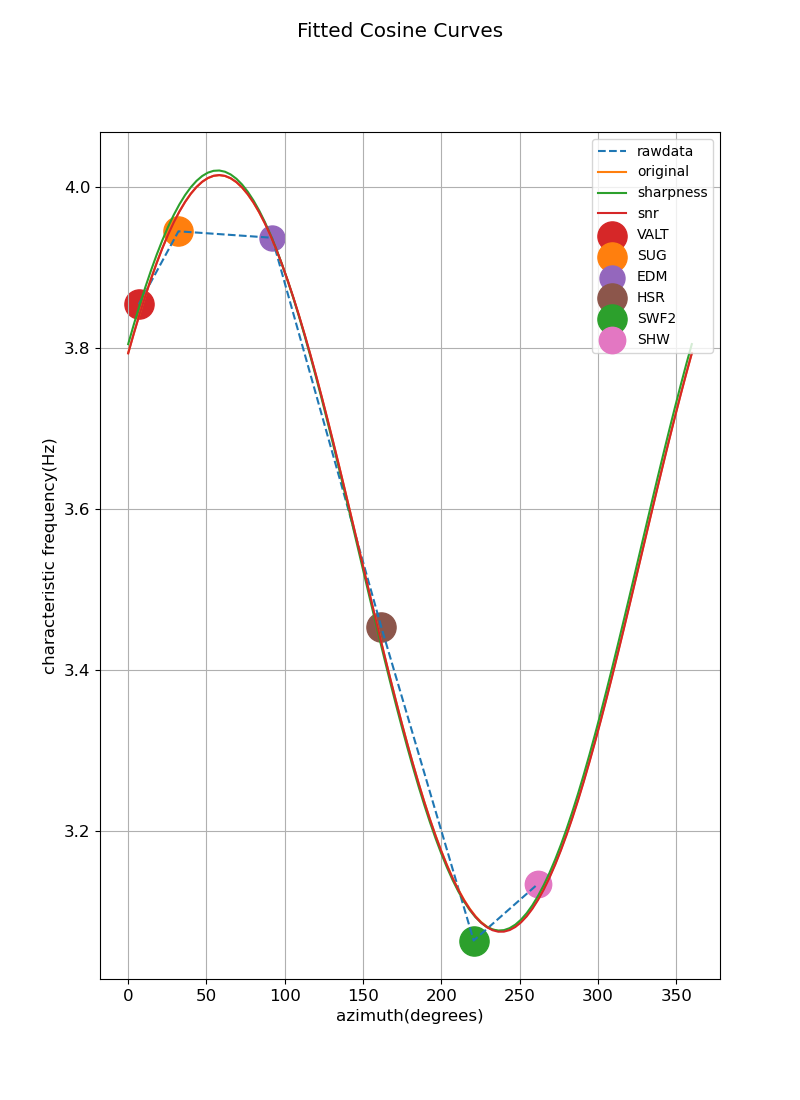 Fitted Cosine Curves
rawdata
original
sharpness
snr
VALT
SUG
EDM
HSR
SWF2
SHW
4.0
3.8
3.6
3.4
3.2
characteristic frequency(Hz)
0 50 100 150 200 250 300 350
azimuth(degrees)